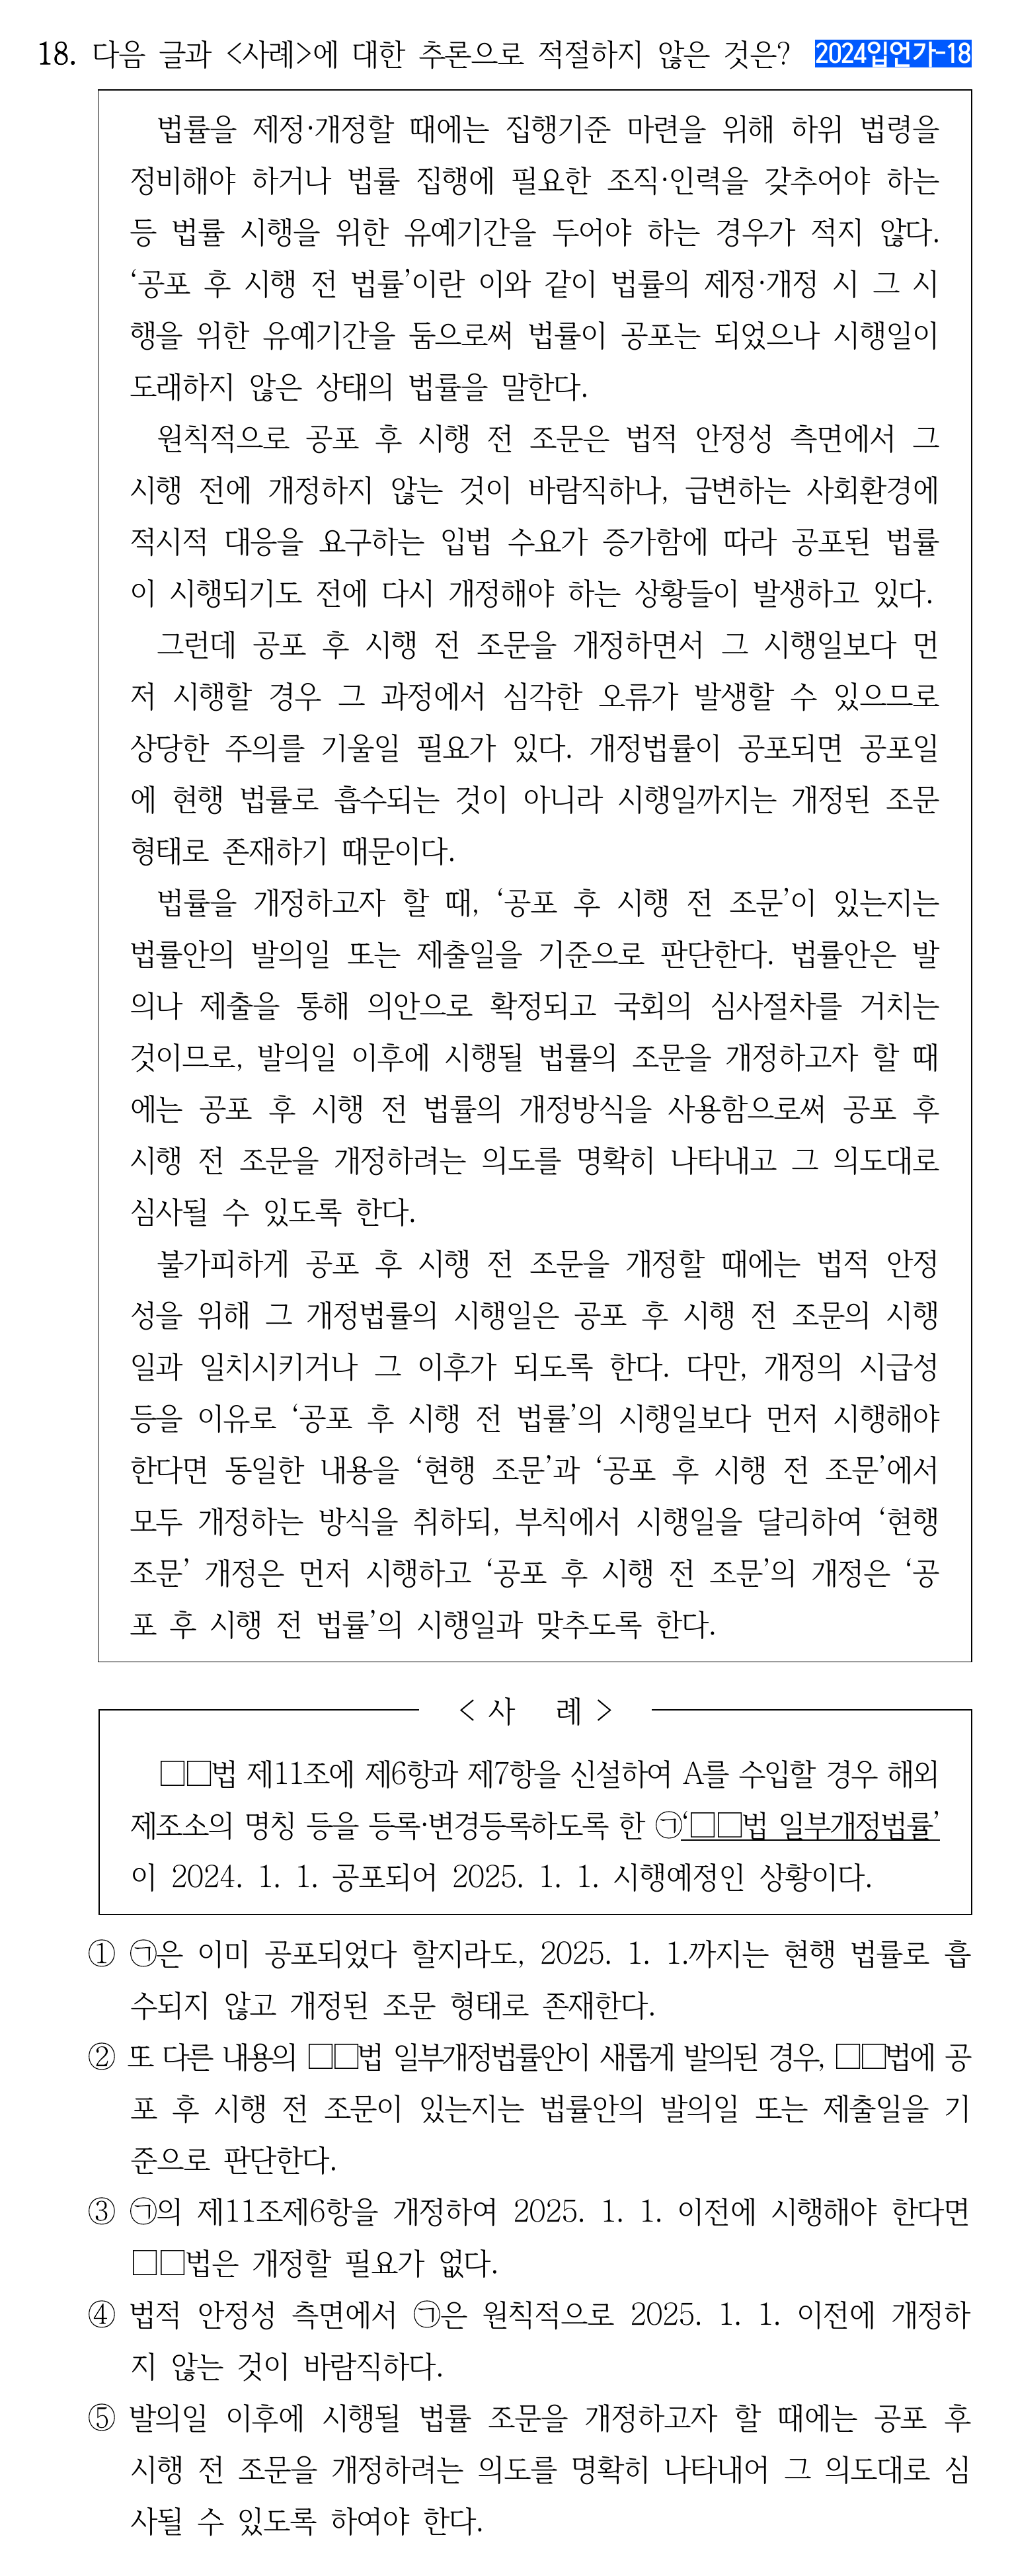 18. 다음 글과 <사례>에 대한 추론으로 적절하지 않은 것은? 2024입언가-18
법률을 제정·개정할 때에는 집행기준 마련을 위해 하위 법령을
정비해야 하거나 법률 집행에 필요한 조직·인력을 갖추어야 하는
등 법률 시행을 위한 유예기간을 두어야 하는 경우가 적지 않다.
‘공포 후 시행 전 법률’이란 이와 같이 법률의 제정·개정 시 그 시
행을 위한 유예기간을 둠으로써 법률이 공포는 되었으나 시행일이
도래하지 않은 상태의 법률을 말한다.
원칙적으로 공포 후 시행 전 조문은 법적 안정성 측면에서 그
시행 전에 개정하지 않는 것이 바람직하나, 급변하는 사회환경에
적시적 대응을 요구하는 입법 수요가 증가함에 따라 공포된 법률
이 시행되기도 전에 다시 개정해야 하는 상황들이 발생하고 있다.
그런데 공포 후 시행 전 조문을 개정하면서 그 시행일보다 먼
저 시행할 경우 그 과정에서 심각한 오류가 발생할 수 있으므로
상당한 주의를 기울일 필요가 있다. 개정법률이 공포되면 공포일
에 현행 법률로 흡수되는 것이 아니라 시행일까지는 개정된 조문
형태로 존재하기 때문이다.
법률을 개정하고자 할 때, ‘공포 후 시행 전 조문’이 있는지는
법률안의 발의일 또는 제출일을 기준으로 판단한다. 법률안은 발
의나 제출을 통해 의안으로 확정되고 국회의 심사절차를 거치는
것이므로, 발의일 이후에 시행될 법률의 조문을 개정하고자 할 때
에는 공포 후 시행 전 법률의 개정방식을 사용함으로써 공포 후
시행 전 조문을 개정하려는 의도를 명확히 나타내고 그 의도대로
심사될 수 있도록 한다.
불가피하게 공포 후 시행 전 조문을 개정할 때에는 법적 안정
성을 위해 그 개정법률의 시행일은 공포 후 시행 전 조문의 시행
일과 일치시키거나 그 이후가 되도록 한다. 다만, 개정의 시급성
등을 이유로 ‘공포 후 시행 전 법률’의 시행일보다 먼저 시행해야
한다면 동일한 내용을 ‘현행 조문’과 ‘공포 후 시행 전 조문’에서
모두 개정하는 방식을 취하되, 부칙에서 시행일을 달리하여 ‘현행
조문’ 개정은 먼저 시행하고 ‘공포 후 시행 전 조문’의 개정은 ‘공
포 후 시행 전 법률’의 시행일과 맞추도록 한다.
< 사 례 >
□□법 제11조에 제6항과 제7항을 신설하여 A를 수입할 경우 해외
제조소의 명칭 등을 등록·변경등록하도록 한 ㉠‘□□법 일부개정법률’
이 2024. 1. 1. 공포되어 2025. 1. 1. 시행예정인 상황이다.
① ㉠은 이미 공포되었다 할지라도, 2025. 1. 1.까지는 현행 법률로 흡
수되지 않고 개정된 조문 형태로 존재한다.
② 또 다른 내용의 □□법 일부개정법률안이 새롭게 발의된 경우, □□법에 공
포 후 시행 전 조문이 있는지는 법률안의 발의일 또는 제출일을 기
준으로 판단한다.
③ ㉠의 제11조제6항을 개정하여 2025. 1. 1. 이전에 시행해야 한다면
□□법은 개정할 필요가 없다.
④ 법적 안정성 측면에서 ㉠은 원칙적으로 2025. 1. 1. 이전에 개정하
지 않는 것이 바람직하다.
⑤ 발의일 이후에 시행될 법률 조문을 개정하고자 할 때에는 공포 후
시행 전 조문을 개정하려는 의도를 명확히 나타내어 그 의도대로 심
사될 수 있도록 하여야 한다.